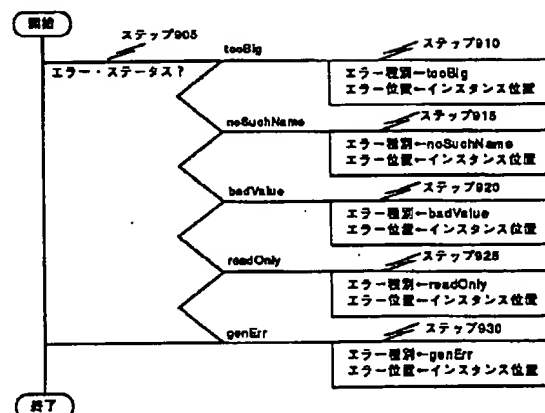 開始
ステップ905
エラー・ステータス?
tooBig
ステップ910
エラー種別←tooBig
エラー位置←インスタンス位置
noSuchName
ステップ915
エラー種別←noSuchName
エラー位置←インスタンス位置
badValue
ステップ920
エラー種別←badValue
エラー位置←インスタンス位置
readOnly
ステップ925
エラー種別←readOnly
エラー位置←インスタンス位置
genErr
ステップ930
エラー種別←genErr
エラー位置←インスタンス位置
終了